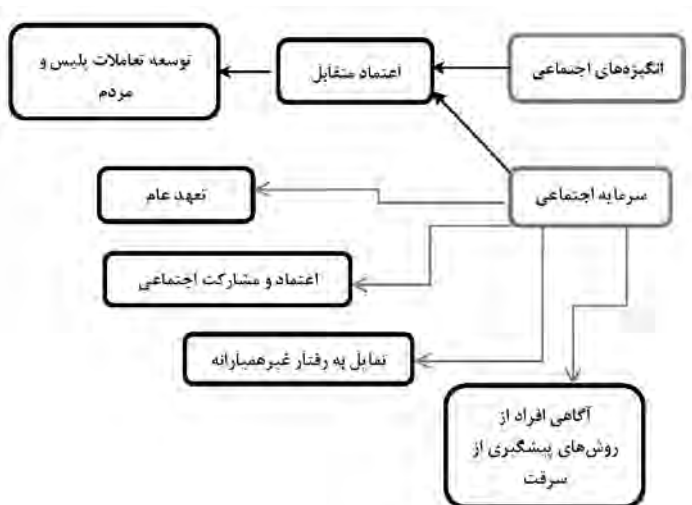 انگیزه‌های اجتماعی
اعتماد متقابل
توسعه تعاملات پلیس و
مردم
سرمایه اجتماعی
تعهد عام
اعتماد و مشارکت اجتماعی
تمایل به رفتار غیرهمیارانه
آگاهی افراد از
روش‌های پیشگیری از
سرقت